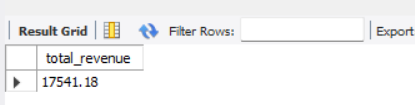 Result Grid Filter Rows: Export
total_revenue
17541.18